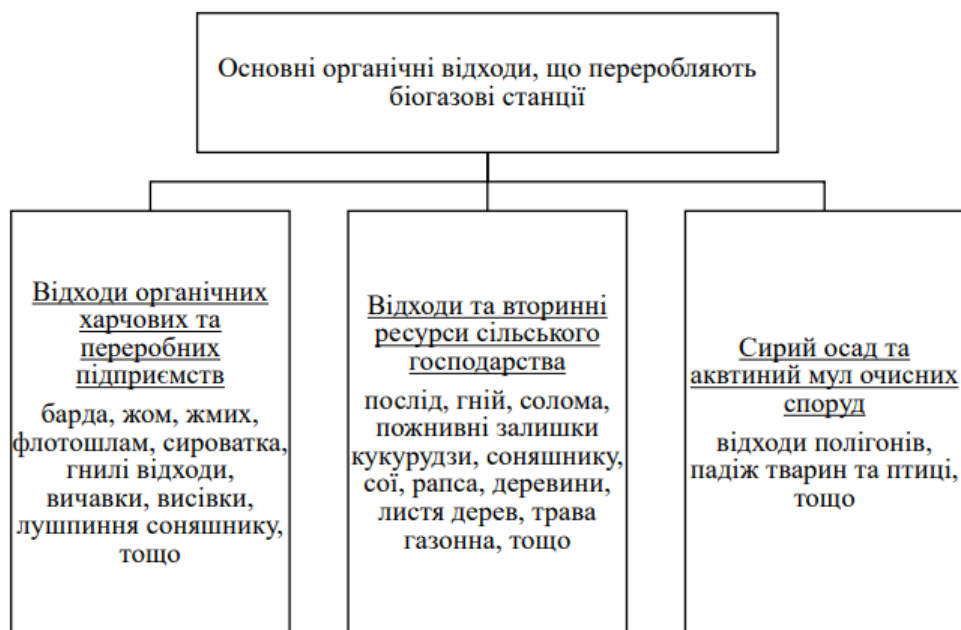 Основні органічні відходи, що переробляють
біогазові станції
Відходи органічних
харчових та
переробних
підприємств
барда, жом, жмих,
флотошлам, сироватка,
гнилі відходи,
вичавки, висівки,
лушпиння соняшнику,
тощо
Відходи та вторинні
ресурси сільського
господарства
послід, гній, солома,
пожнивні залишки
кукурудзи, соняшнику,
сої, рапса, деревини,
листя дерев, трава
газонна, тощо
Сирий осад та
аквтиний мул очисних
споруд
відходи полігонів,
падіж тварин та птиці,
тощо